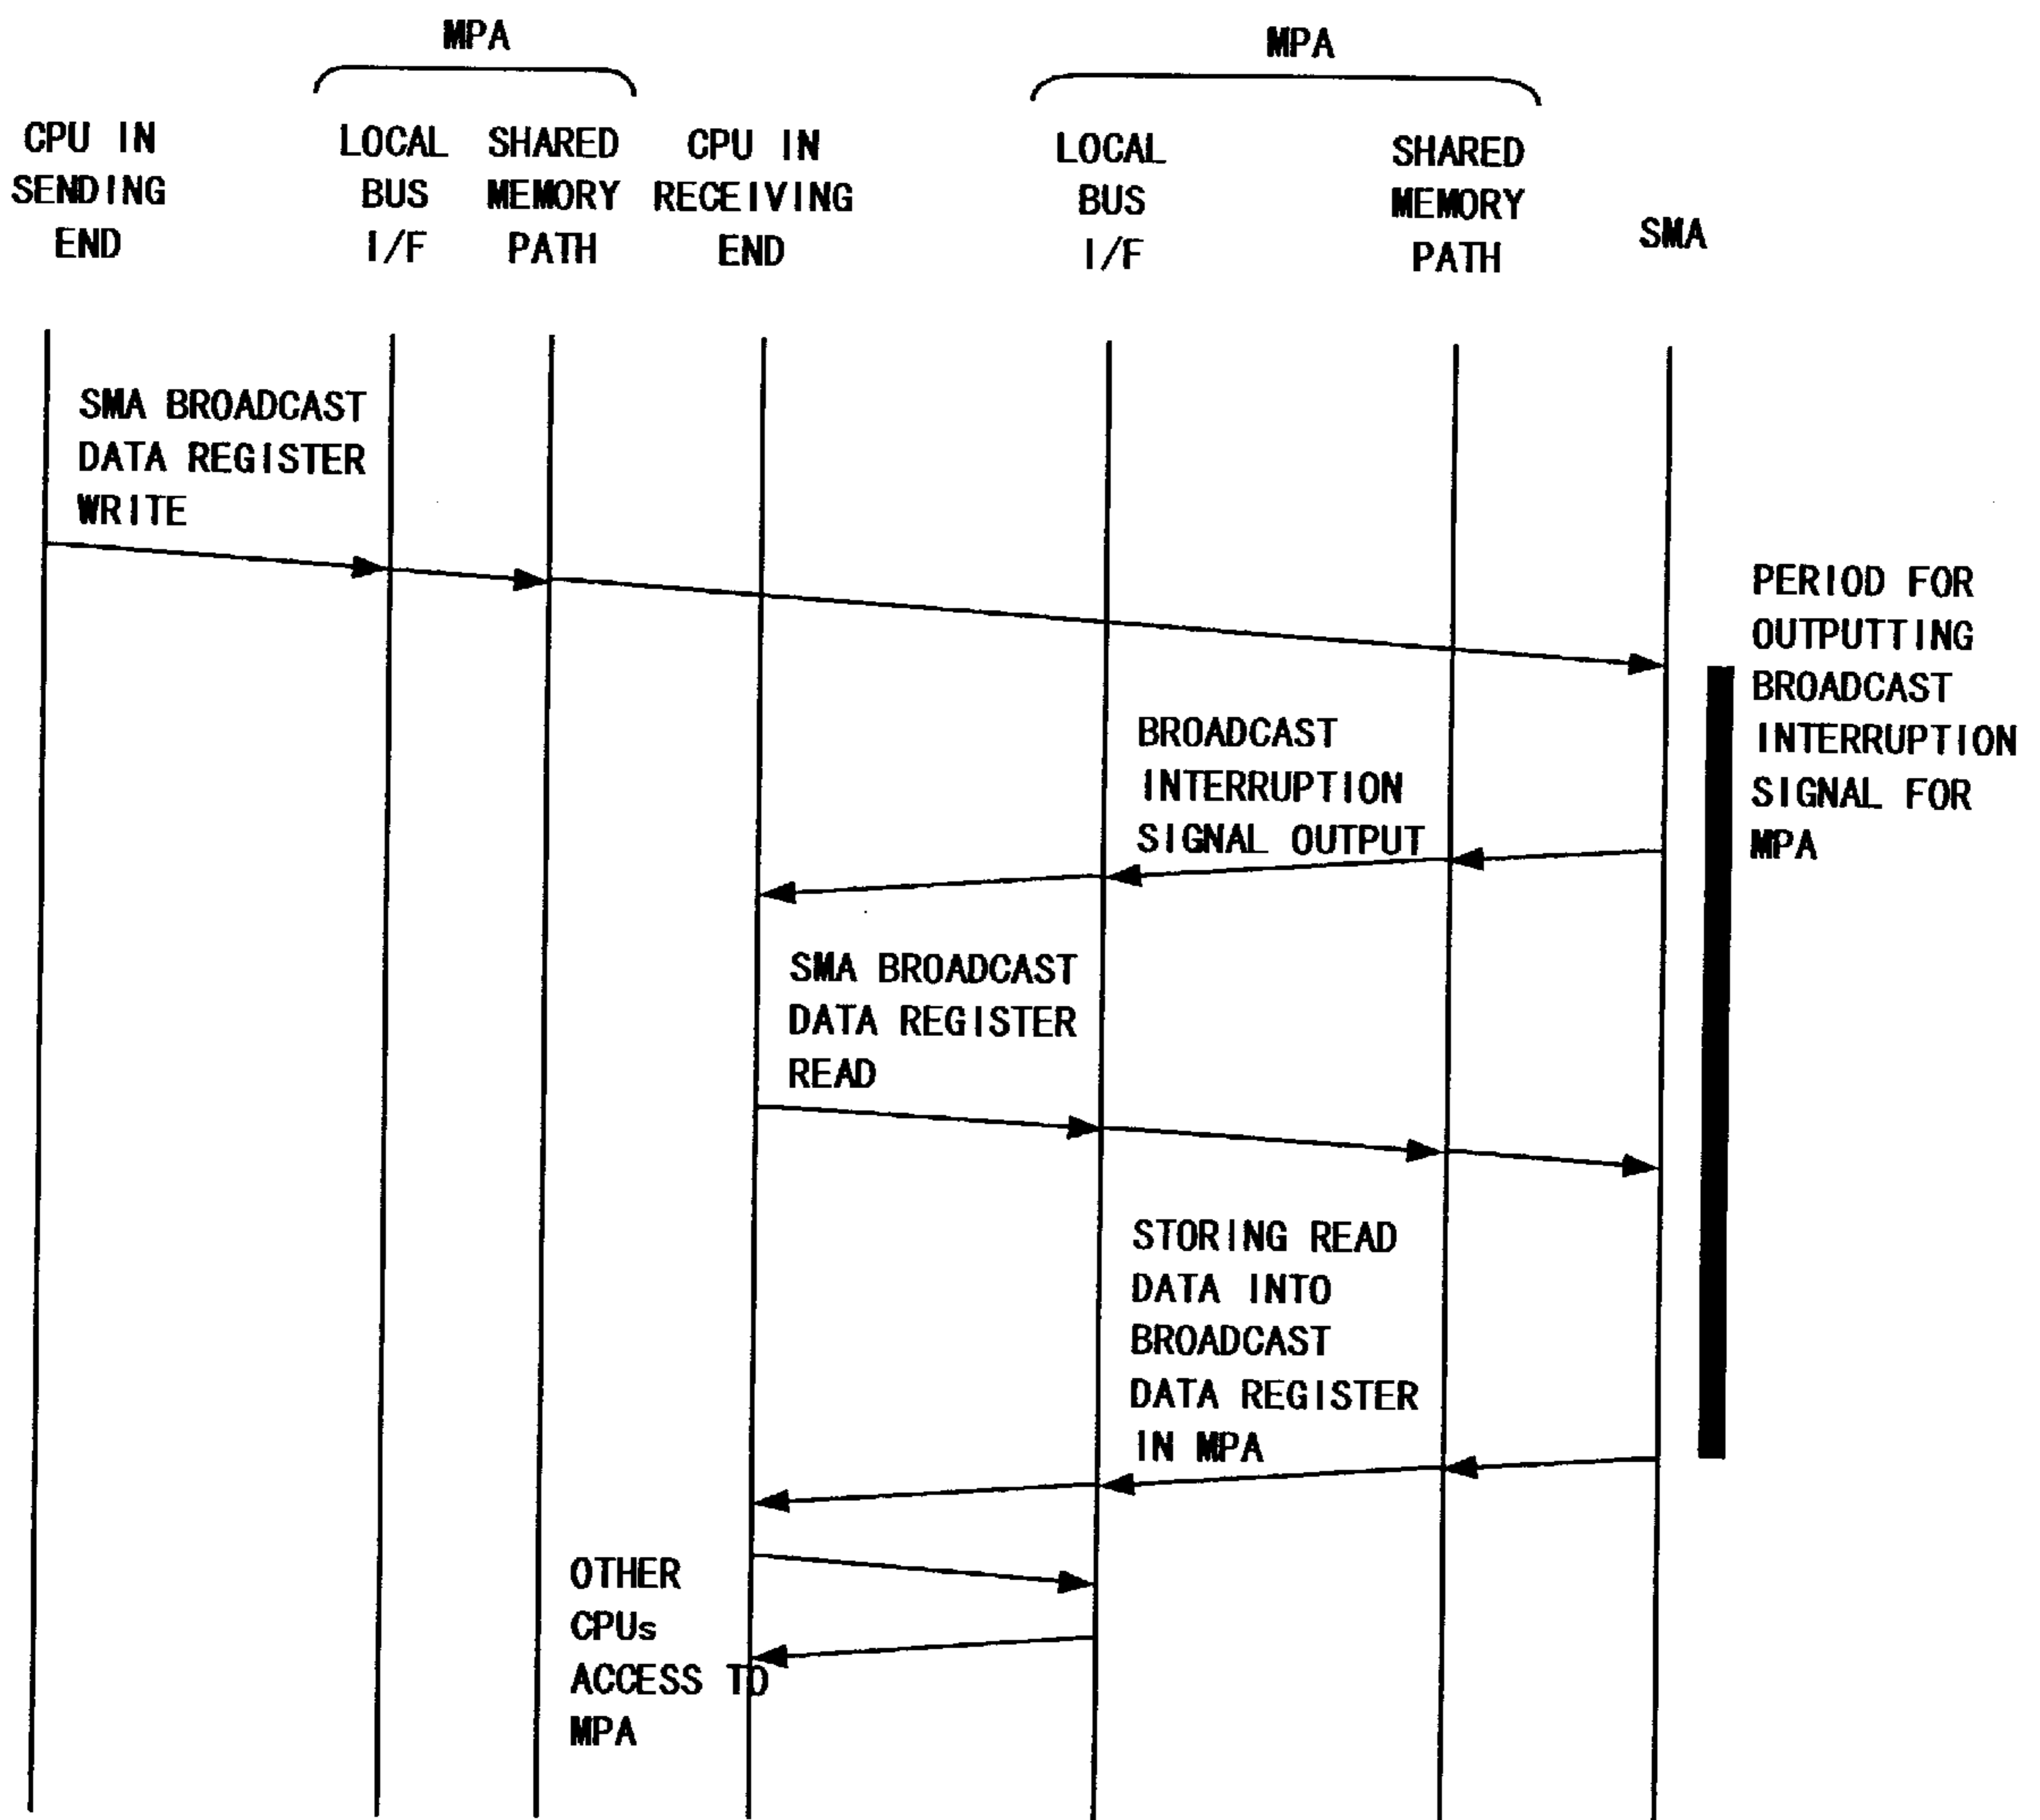 MPA
MPA
CPU IN
SENDING
END
LOCAL
BUS
I/F
SHARED
MEMORY
PATH
CPU IN
RECEIVING
END
LOCAL
BUS
I/F
SHARED
MEMORY
PATH
SMA
SMA BROADCAST
DATA REGISTER
WRITE
PERIOD FOR
OUTPUTTING
BROADCAST
INTERRUPTION
SIGNAL FOR
MPA
BROADCAST
INTERRUPTION
SIGNAL OUTPUT
SMA BROADCAST
DATA REGISTER
READ
STORING READ
DATA INTO
BROADCAST
DATA REGISTER
IN MPA
OTHER
CPUs
ACCESS TO
MPA